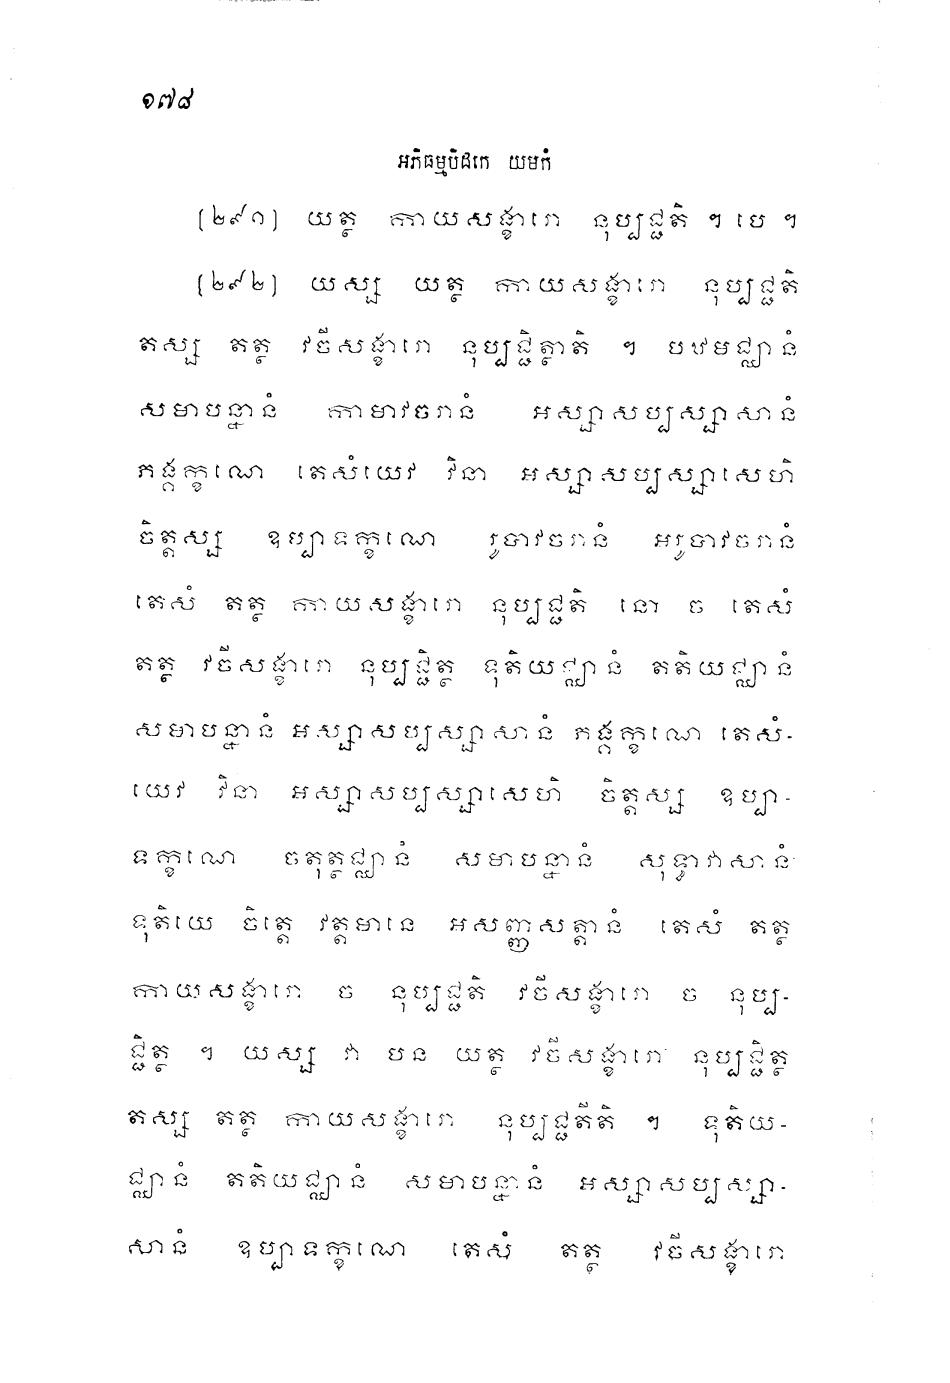 ១៧៨
អភិធម្មបិដកេ យមកំ
(២៩១) យត្ថ កាយសង្ខារោ នុប្បជ្ជតិ ។ បេ ។
(២៩២) យស្ស យត្ថ កាយសង្ខារោ នុប្បជ្ជតិ
តស្ស តត្ថ វចីសង្ខារោ នុប្បជ្ជិត្ថាតិ ។ បឋមជ្ឈានំ
សមាបន្នានំ កាមាវចរានំ អស្សាសប្បស្សាសានំ
ភង្គក្ខណេ តេសំយេវ វិនា អស្សាសប្បស្សាសេហិ
ចិត្តស្ស ឧប្បាទក្ខណេ រូបាវចរានំ អរូបាវចរានំ
តេសំ តត្ថ កាយសង្ខារោ នុប្បជ្ជតិ នោ ច តេសំ
តត្ថ វចីសង្ខារោ នុប្បជ្ជិត្ថ ទុតិយជ្ឈានំ តតិយជ្ឈានំ
សមាបន្នានំ អស្សាសប្បស្សាសានំ ភង្គក្ខណេ តេសំ-
យេវ វិនា អស្សាសប្បស្សាសេហិ ចិត្តស្ស ឧប្បា-
ទក្ខណេ ចតុត្ថជ្ឈានំ សមាបន្នានំ សុទ្ធាវាសានំ
ទុតិយេ ចិត្តេ វត្តមានេ អសញ្ញសត្តានំ តេសំ តត្ថ
កាយសង្ខារោ ច នុប្បជ្ជតិ វចីសង្ខារោ ច នុប្ប-
ជ្ជិត្ថ ។ យស្ស វា បន យត្ថ វចីសង្ខារោ នុប្បជ្ជិត្ថ
តស្ស តត្ថ កាយសង្ខារោ នុប្បជ្ជតីតិ ។ ទុតិយ-
ជ្ឈានំ តតិយជ្ឈានំ សមាបន្នានំ អស្សាសប្បស្សា-
សានំ ឧប្បាទក្ខណេ តេសំ តត្ថ វចីសង្ខារោ